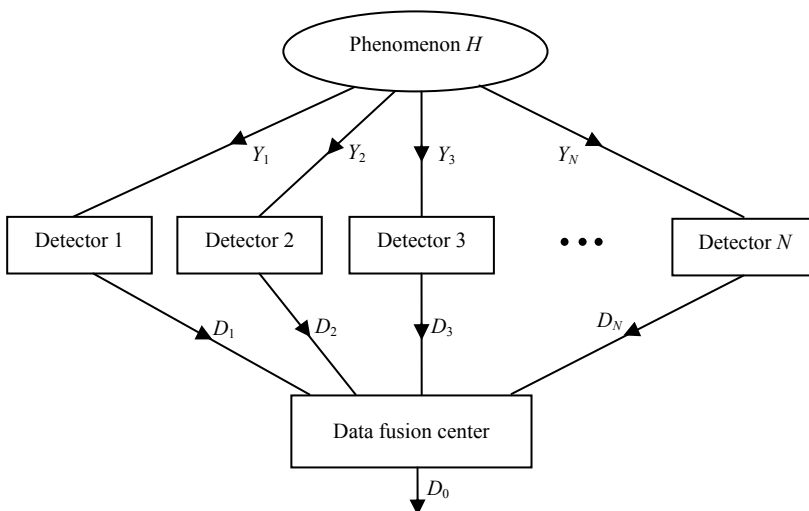 Phenomenon H
Y1
Y2
Y3
YN
Detector 1
Detector 2
Detector 3
•••
Detector N
D1
D2
D3
DN
Data fusion center
D0